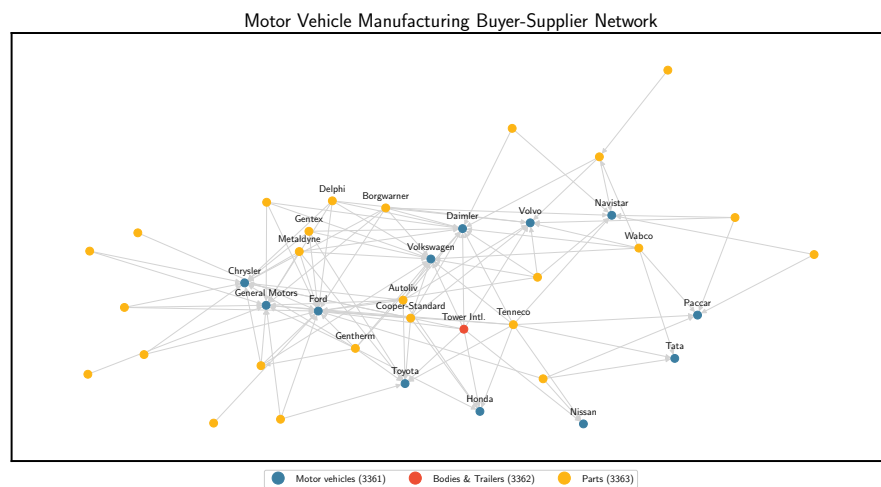 Motor Vehicle Manufacturing Buyer-Supplier Network
Delphi
Borgwarner
Gentex
Daimler
Volvo
Navistar
Metaldyne
Volkswagen
Wabco
Chrysler
General Motors
Ford
Autoliv
Cooper-Standard
Tower Intl.
Tenneco
Paccar
Gentherm
Tata
Toyota
Honda
Nissan
Motor vehicles (3361)
Bodies & Trailers (3362)
Parts (3363)